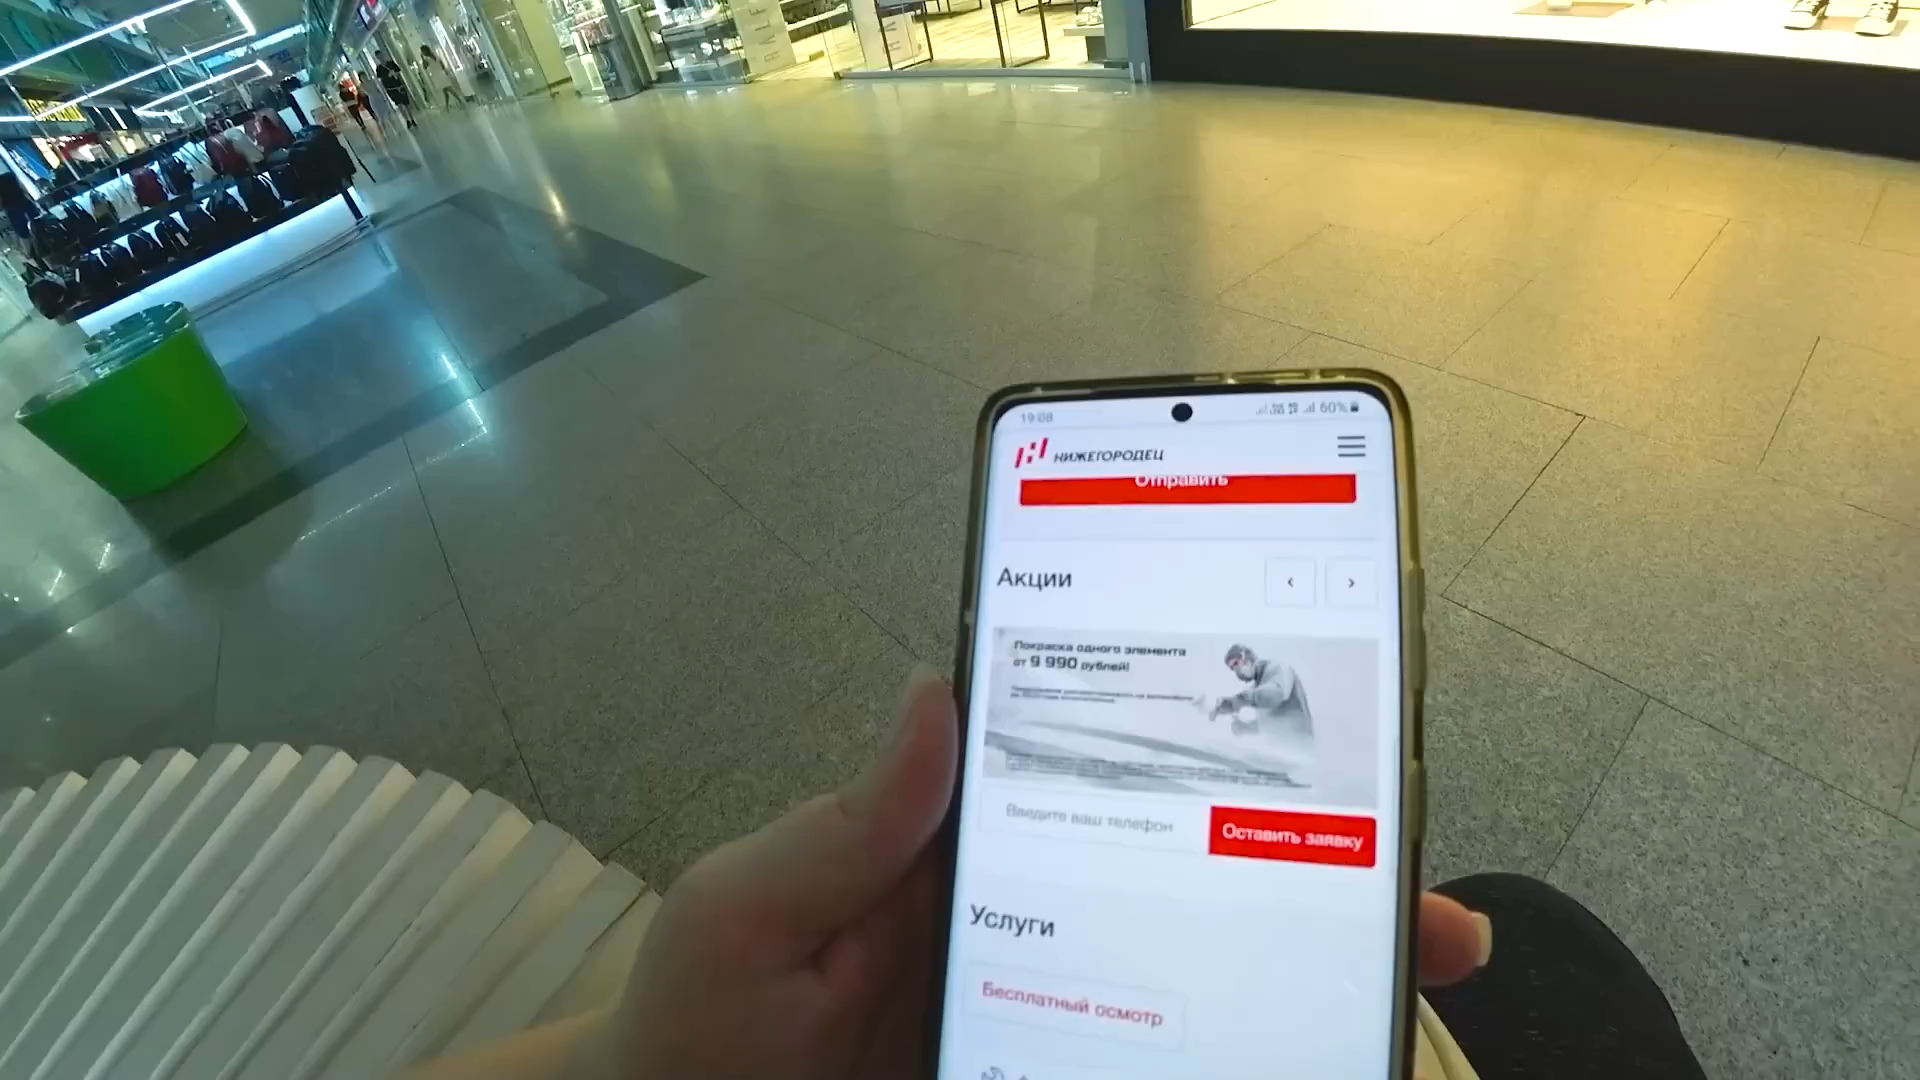 19:08
60%
НИЖЕГОРОДЕЦ
Отправить
Акции
Покраска одного элемента
от 9 990 рублей!
Введите ваш телефон
Оставить заявку
Услуги
Бесплатный осмотр